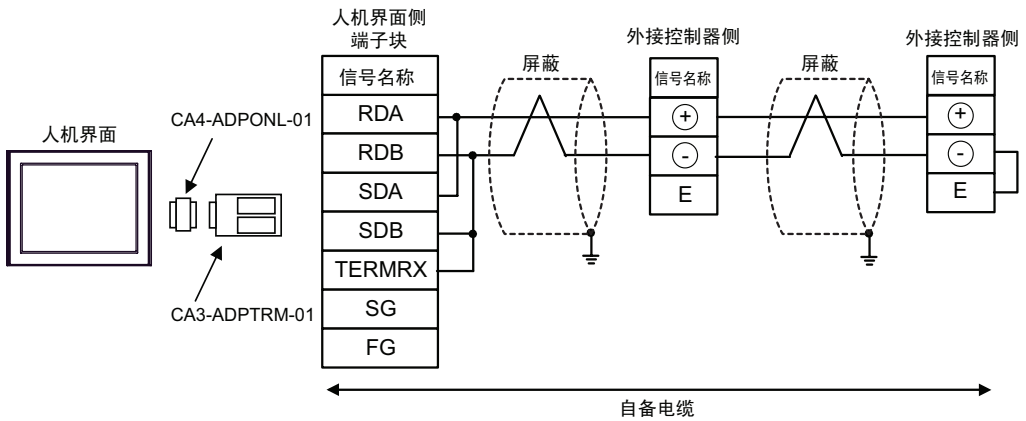 人机界面侧
端子块
信号名称
RDA
RDB
SDA
SDB
TERMRX
SG
FG
人机界面
CA4-ADPONL-01
CA3-ADPTRM-01
屏蔽
外接控制器侧
信号名称
+
-
E
屏蔽
外接控制器侧
信号名称
+
-
E
自备电缆